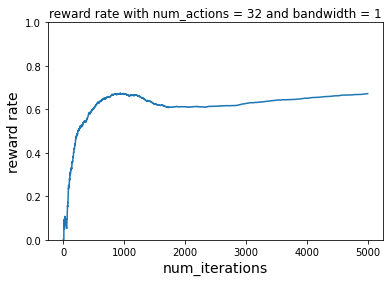 reward rate with num_actions = 32 and bandwidth = 1
1.0
0.8
0.6
0.4
0.2
0.0
reward rate
0 1000 2000 3000 4000 5000
num_iterations